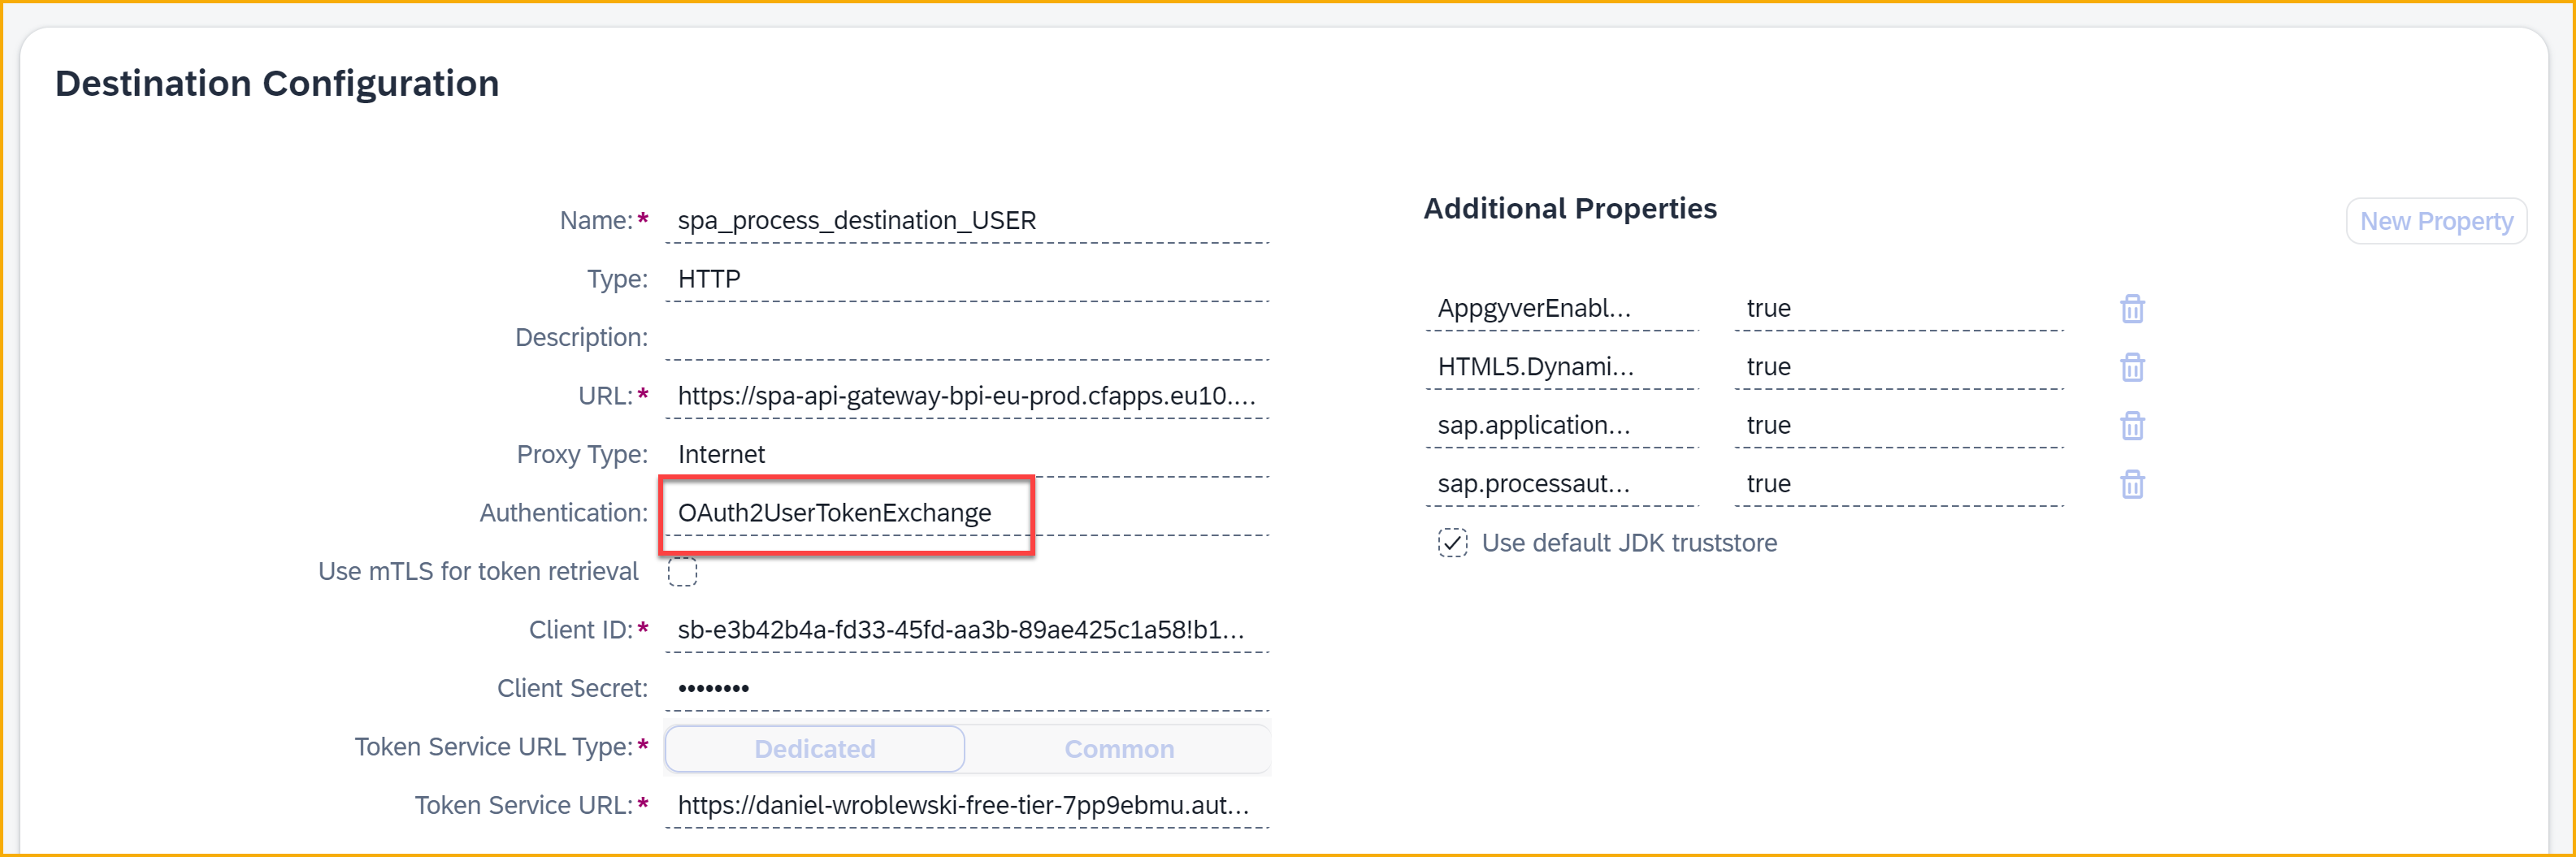 Destination Configuration
Name:* spa_process_destination_USER
Type: HTTP
Description:
URL:* https://spa-api-gateway-bpi-eu-prod.cfapps.eu10....
Proxy Type: Internet
Authentication: OAuth2UserTokenExchange
Use mTLS for token retrieval
Client ID:* sb-e3b42b4a-fd33-45fd-aa3b-89ae425c1a58!b1...
Client Secret: ••••••••
Token Service URL Type:* Dedicated Common
Token Service URL:* https://daniel-wroblewski-free-tier-7pp9ebmu.aut...
Additional Properties
New Property
AppgyverEnabl... true
HTML5.Dynami... true
sap.application... true
sap.processaut... true
Use default JDK truststore